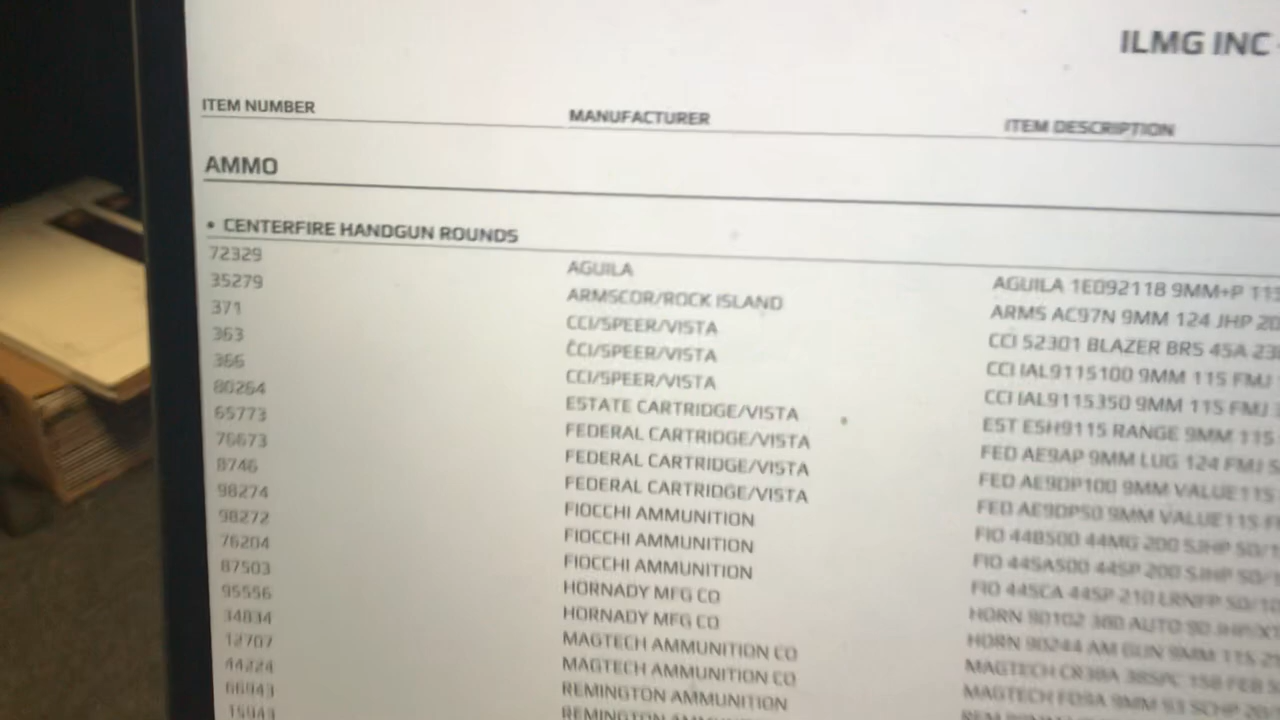 ILMG INC
ITEM NUMBER MANUFACTURER ITEM DESCRIPTION
AMMO
• CENTERFIRE HANDGUN ROUNDS
72329 AGUILA AGUILA 1E092118 9MM+P
35279 ARMSCOR/ROCK ISLAND ARMS AC97N 9MM 124 JHP
371 CCI/SPEER/VISTA CCI 52301 BLAZER BRS 45A
363 CCI/SPEER/VISTA CCI IAL9115100 9MM 115 FMJ
366 CCI/SPEER/VISTA CCI IAL9115350 9MM 115 FMJ
80264 ESTATE CARTRIDGE/VISTA EST ESH9115 RANGE 9MM 115
65773 FEDERAL CARTRIDGE/VISTA FED AE9AP 9MM LUG 124 FMJ
76673 FEDERAL CARTRIDGE/VISTA FED AE9DP100 9MM VALUE115
8746 FEDERAL CARTRIDGE/VISTA FED AE9DP50 9MM VALUE115
98274 FIOCCHI AMMUNITION FIO 44B500 44MG 200 SJHP
98272 FIOCCHI AMMUNITION FIO 44SA500 44SP 200 SJHP
76204 FIOCCHI AMMUNITION FIO 44SCA 44SP 210 LRNFP
87503 HORNADY MFG CO HORN 90102 380 AUTO 90
95556 HORNADY MFG CO HORN 90244 AM GUN 9MM 115
34834 MAGTECH AMMUNITION CO MAGTECH CR38A 38SPC 158
12707 MAGTECH AMMUNITION CO MAGTECH 9MM 93
44224 REMINGTON AMMUNITION
REMINGTON